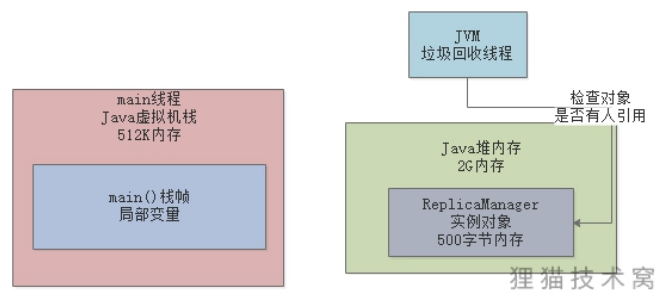 main线程
Java虚拟机栈
512K内存
main()栈帧
局部变量
JVM
垃圾回收线程
检查对象
是否有人引用
Java堆内存
2G内存
ReplicaManager
实例对象
500字节内存
狸猫技术窝